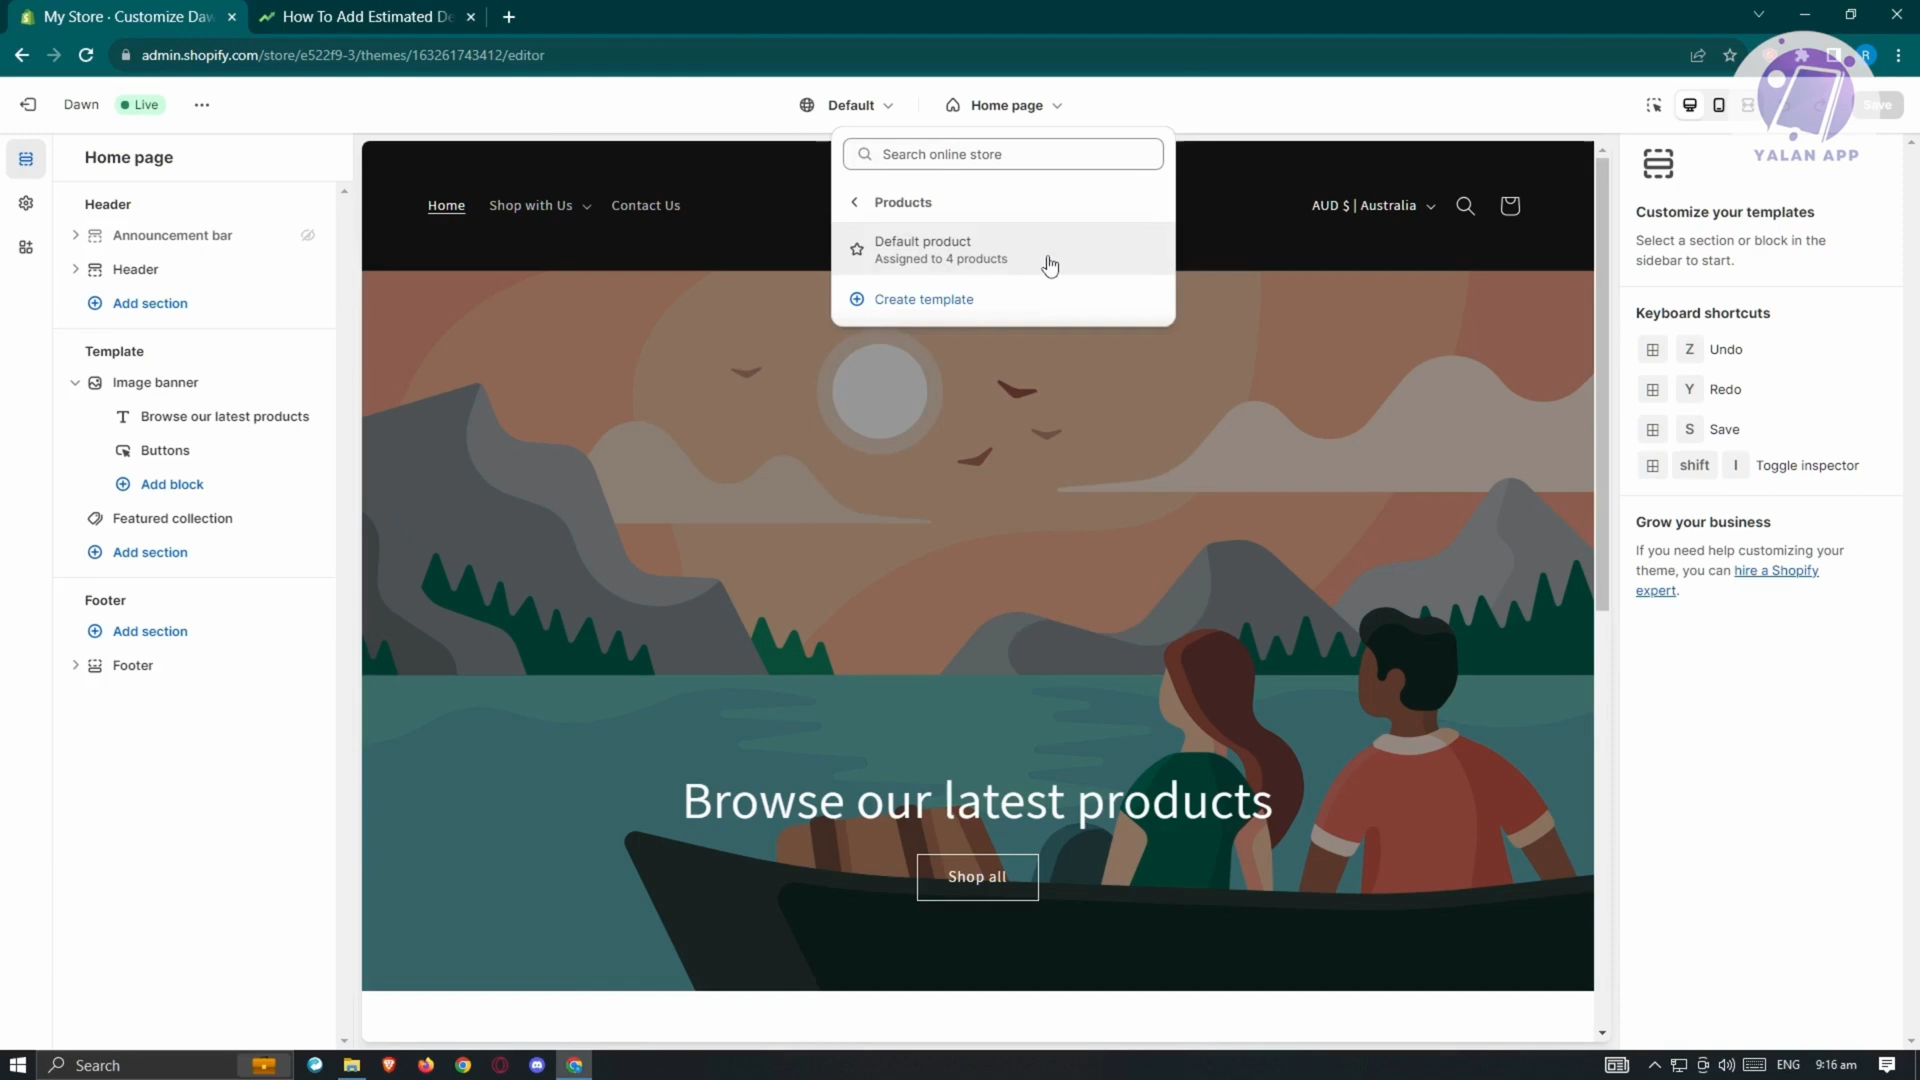 My Store · Customize Daw
How To Add Estimated De
admin.shopify.com/store/e522f9-3/themes/163261743412/editor
Dawn
Live
Default
Home page
Save
YALAN APP
Home page
Header
Announcement bar
Header
Add section
Template
Image banner
Browse our latest products
Buttons
Add block
Featured collection
Add section
Footer
Add section
Footer
Search online store
Products
Default product
Assigned to 4 products
Create template
Home
Shop with Us
Contact Us
AUD $ | Australia
Browse our latest products
Shop all
Customize your templates
Select a section or block in the
sidebar to start.
Keyboard shortcuts
Z Undo
Y Redo
S Save
shift I Toggle inspector
Grow your business
If you need help customizing your
theme, you can hire a Shopify
expert.
Search
ENG
9:16 am